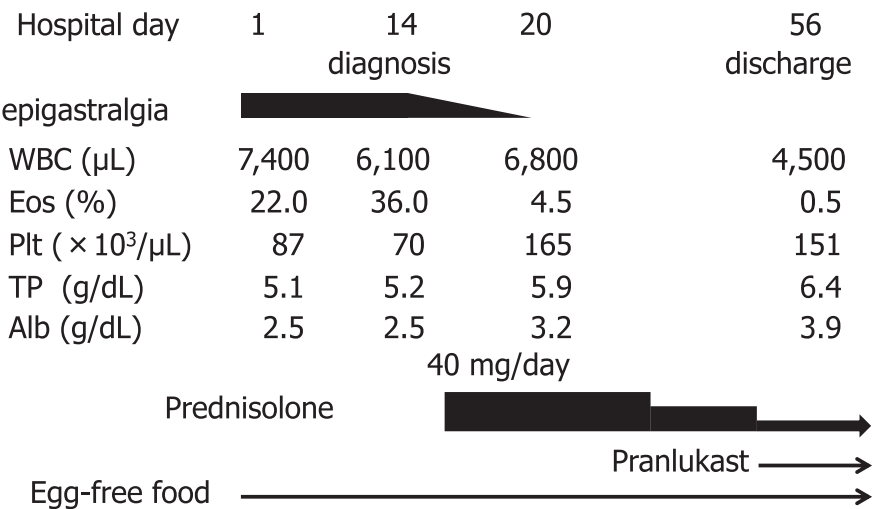 Hospital day 1 14 20 56
diagnosis discharge
epigastralgia
WBC (μL) 7,400 6,100 6,800 4,500
Eos (%) 22.0 36.0 4.5 0.5
Plt (×10³/μL) 87 70 165 151
TP (g/dL) 5.1 5.2 5.9 6.4
Alb (g/dL) 2.5 2.5 3.2 3.9
40 mg/day
Prednisolone
Pranlukast
Egg-free food